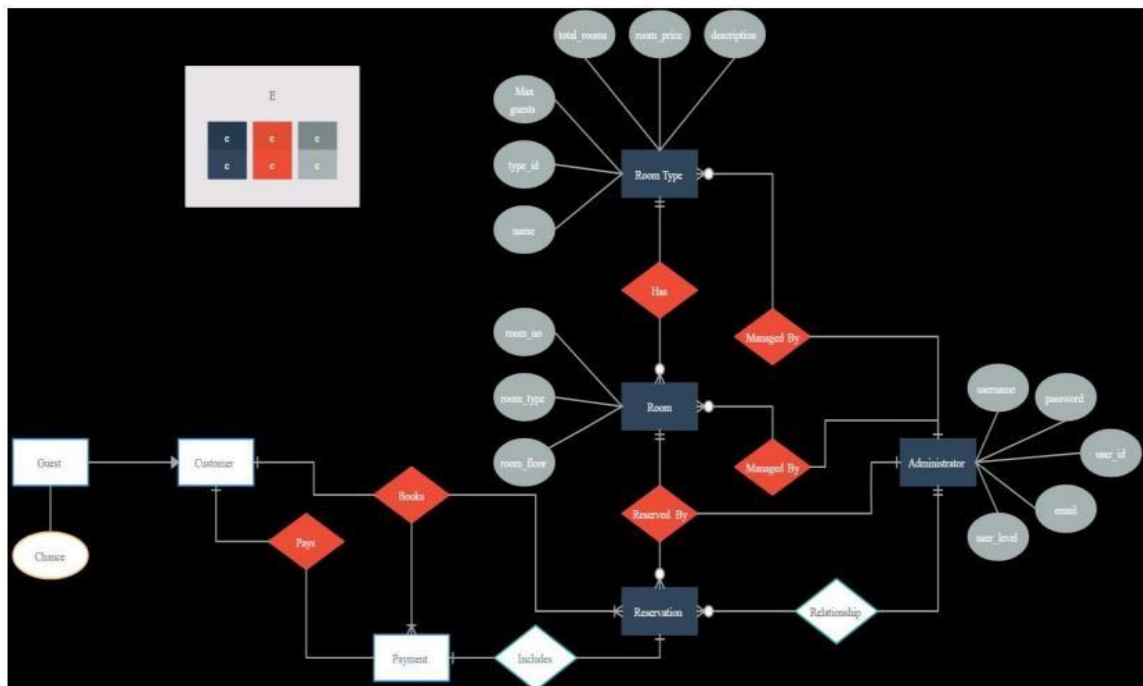 total_rooms
room_price
description
E
Max
guests
c
c
c
c
c
c
type_id
Room Type
name
Has
room_no
Managed By
username
password
room_type
Room
Guest
Customer
room_floor
Managed By
Administrator
user_id
Books
Reserved By
email
Pays
user_level
Chance
Reservation
Relationship
Payment
Includes